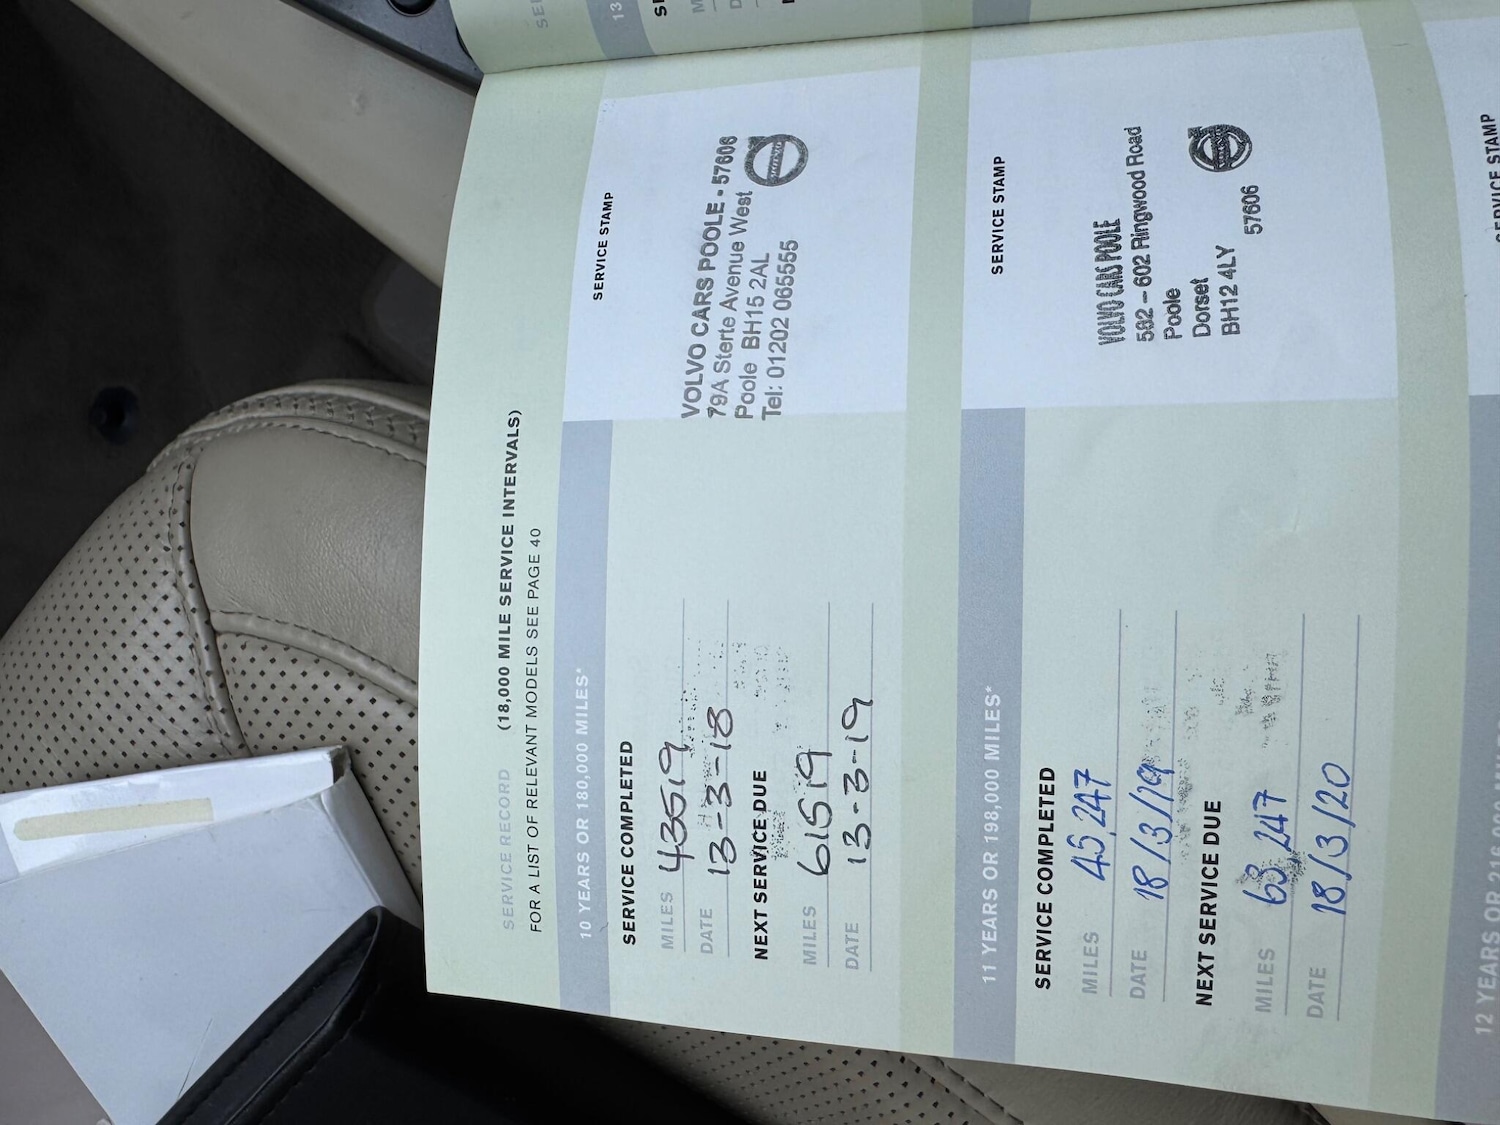 SERVICE RECORD (18,000 MILE SERVICE INTERVALS)
FOR A LIST OF RELEVANT MODELS SEE PAGE 40
10 YEARS OR 180,000 MILES*
SERVICE COMPLETED
MILES 43519
DATE 13-3-18
NEXT SERVICE DUE
MILES 61519
DATE 13-3-19
SERVICE STAMP
VOLVO CARS POOLE - 57606
79A Sterte Avenue West
Poole BH15 2AL
Tel: 01202 065555
11 YEARS OR 198,000 MILES*
SERVICE COMPLETED
MILES 45,247
DATE 18/3/19
NEXT SERVICE DUE
MILES 63,247
DATE 18/3/20
SERVICE STAMP
VOLVO CARS POOLE
582 – 602 Ringwood Road
Poole
Dorset
BH12 4LY
57606
12 YEARS OR 216,000
SERVICE STAMP
13